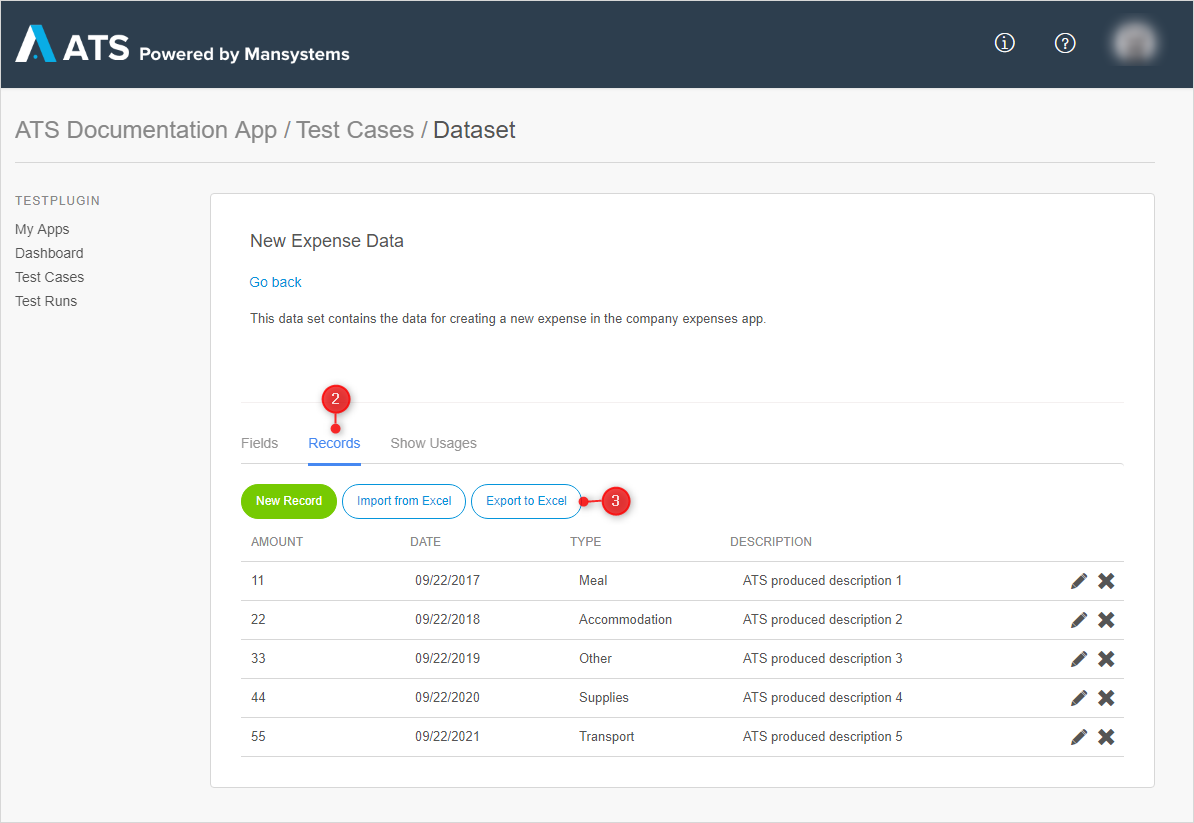 ATS Powered by Mansystems
ATS Documentation App / Test Cases / Dataset
TESTPLUGIN
My Apps
Dashboard
Test Cases
Test Runs
New Expense Data
Go back
This data set contains the data for creating a new expense in the company expenses app.
2
Fields Records Show Usages
New Record Import from Excel Export to Excel 3
AMOUNT DATE TYPE DESCRIPTION
11 09/22/2017 Meal ATS produced description 1
22 09/22/2018 Accommodation ATS produced description 2
33 09/22/2019 Other ATS produced description 3
44 09/22/2020 Supplies ATS produced description 4
55 09/22/2021 Transport ATS produced description 5